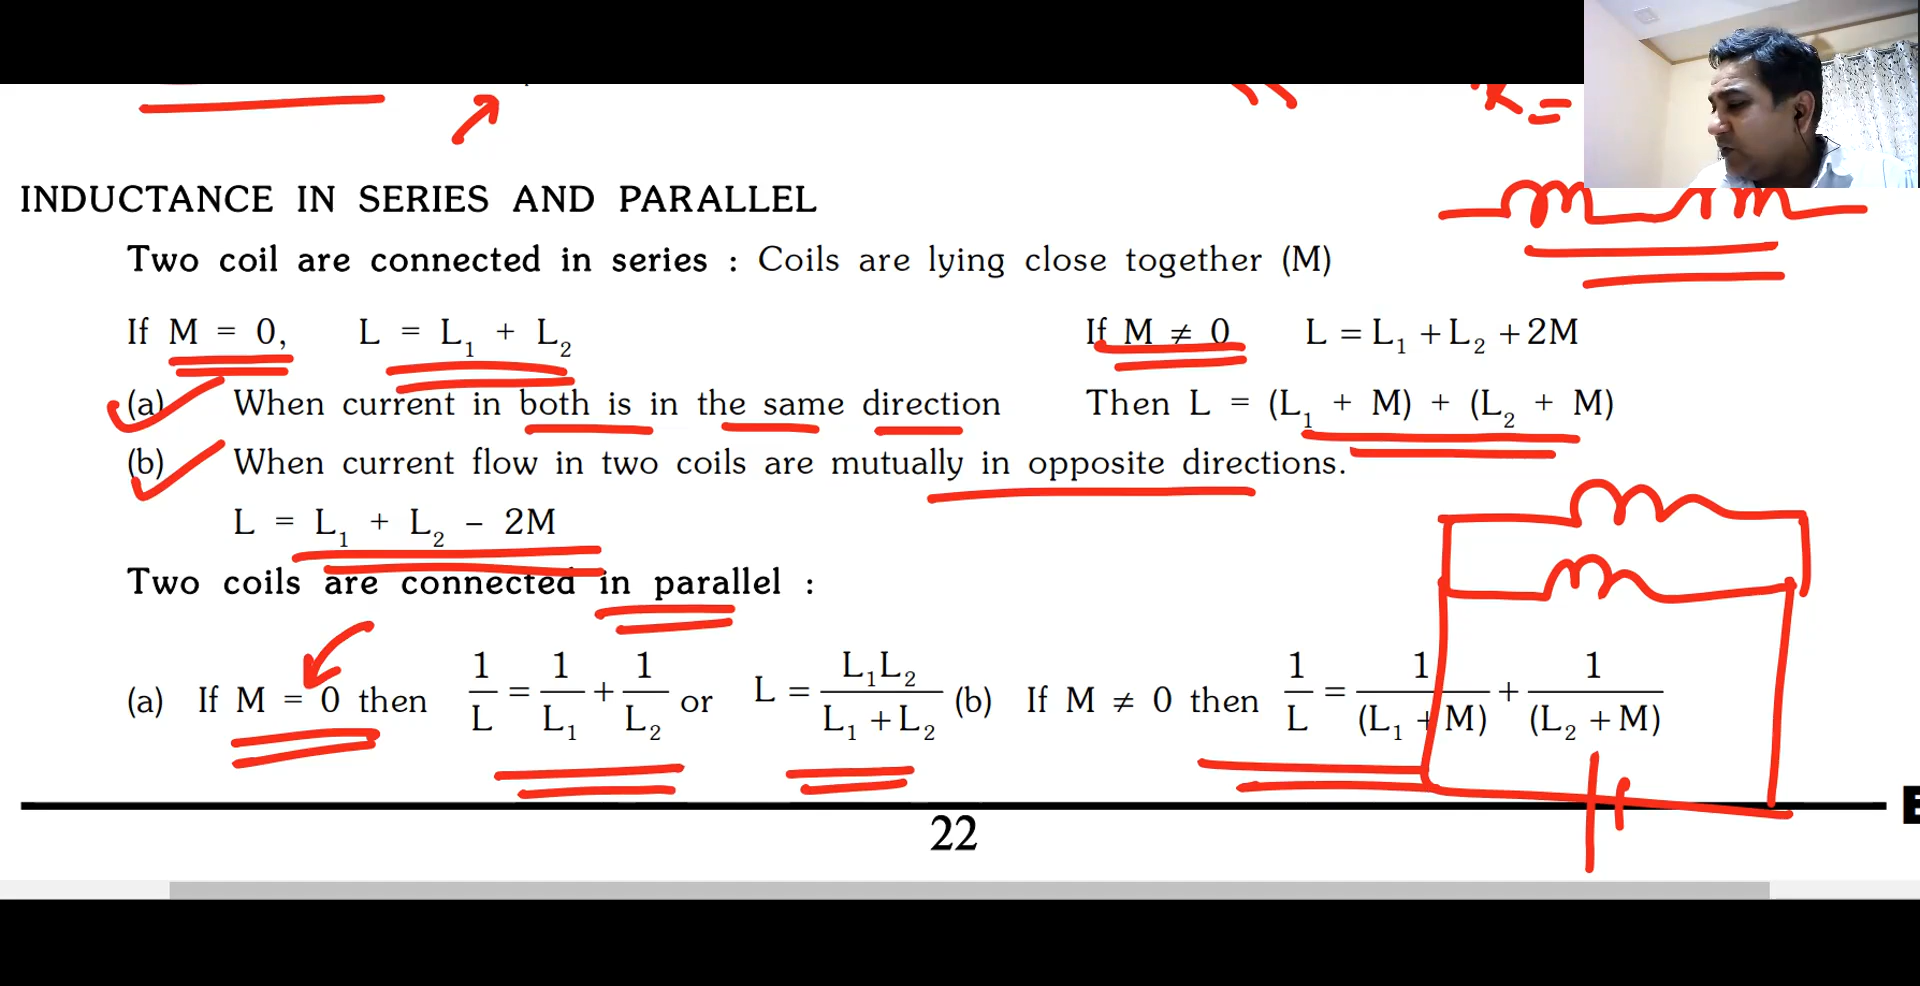 K =
INDUCTANCE IN SERIES AND PARALLEL
Two coil are connected in series : Coils are lying close together (M)
If M = 0, L = L₁ + L₂ If M ≠ 0 L = L₁ + L₂ + 2M
(a) When current in both is in the same direction Then L = (L₁ + M) + (L₂ + M)
(b) When current flow in two coils are mutually in opposite directions.
L = L₁ + L₂ – 2M
Two coils are connected in parallel :
(a) If M = 0 then 1/L = 1/L₁ + 1/L₂ or L = L₁L₂/(L₁ + L₂) (b) If M ≠ 0 then 1/L = 1/(L₁ + M) + 1/(L₂ + M)
22